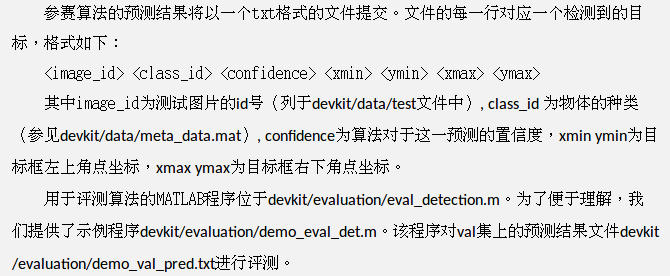 参赛算法的预测结果将以一个txt格式的文件提交。文件的每一行对应一个检测到的目
标，格式如下：
<image_id> <class_id> <confidence> <xmin> <ymin> <xmax> <ymax>
其中image_id为测试图片的id号（列于devkit/data/test文件中）, class_id 为物体的种类
（参见devkit/data/meta_data.mat）, confidence为算法对于这一预测的置信度，xmin ymin为目
标框左上角点坐标，xmax ymax为目标框右下角点坐标。
用于评测算法的MATLAB程序位于devkit/evaluation/eval_detection.m。为了便于理解，我
们提供了示例程序devkit/evaluation/demo_eval_det.m。该程序对val集上的预测结果文件devkit
/evaluation/demo_val_pred.txt进行评测。